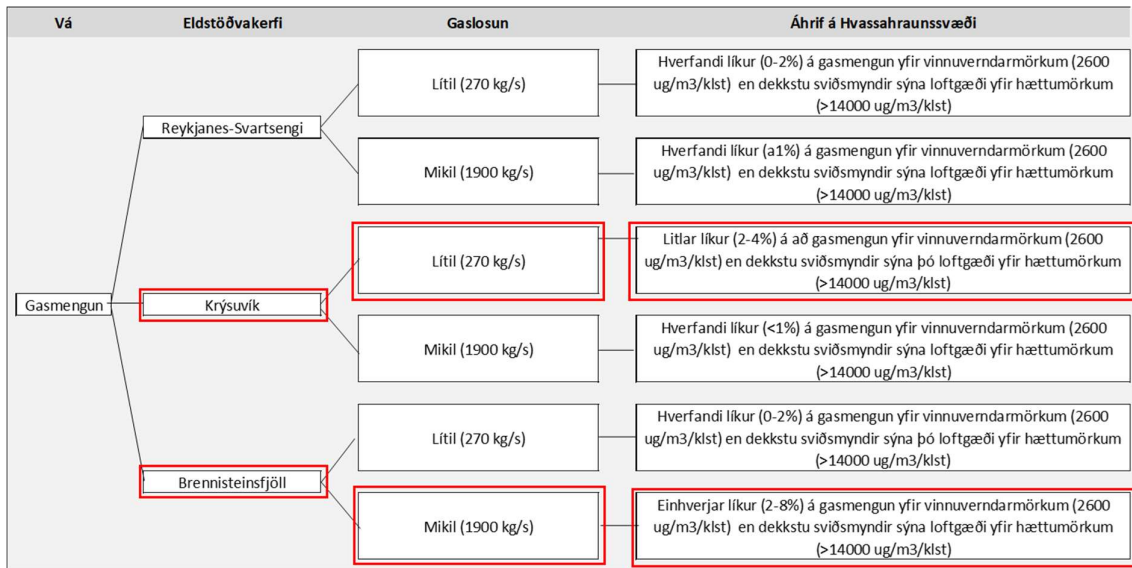 Vá Eldstöðvakerfi Gaslosun Áhrif á Hvassahraunssvæði
Gasmengun
Reykjanes-Svartsengi
Lítil (270 kg/s)
Hverfandi líkur (0-2%) á gasmengun yfir vinnuverndarmörkum (2600
ug/m3/klst) en dekkstu sviðsmyndir sýna loftgæði yfir hættumörkum
(>14000 ug/m3/klst)
Mikil (1900 kg/s)
Hverfandi líkur (a1%) á gasmengun yfir vinnuverndarmörkum (2600
ug/m3/klst) en dekkstu sviðsmyndir sýna loftgæði yfir hættumörkum
(>14000 ug/m3/klst)
Krýsuvík
Lítil (270 kg/s)
Litlar líkur (2-4%) á að gasmengun yfir vinnuverndarmörkum (2600
ug/m3/klst) en dekkstu sviðsmyndir sýna þó loftgæði yfir hættumörkum
(>14000 ug/m3/klst)
Mikil (1900 kg/s)
Hverfandi líkur (<1%) á gasmengun yfir vinnuverndarmörkum (2600
ug/m3/klst) en dekkstu sviðsmyndir sýna loftgæði yfir hættumörkum
(>14000 ug/m3/klst)
Brennisteinsfjöll
Lítil (270 kg/s)
Hverfandi líkur (0-2%) á gasmengun yfir vinnuverndarmörkum (2600
ug/m3/klst) en dekkstu sviðsmyndir sýna þó loftgæði yfir hættumörkum
(>14000 ug/m3/klst)
Mikil (1900 kg/s)
Einhverjar líkur (2-8%) á gasmengun yfir vinnuverndarmörkum (2600
ug/m3/klst) en dekkstu sviðsmyndir sýna loftgæði yfir hættumörkum
(>14000 ug/m3/klst)